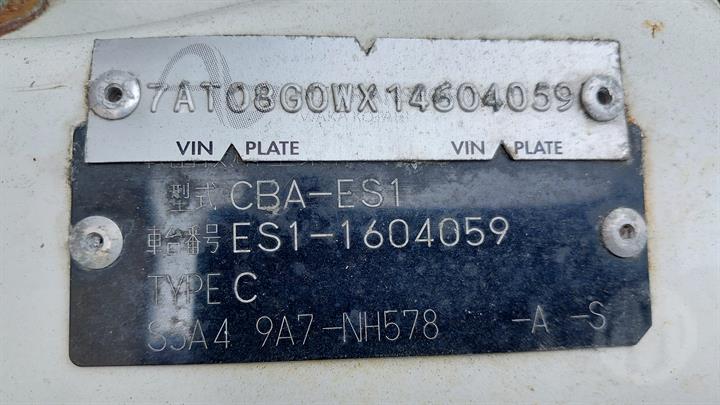 7AT08G0WX14604059
VIN PLATE VIN PLATE
型式 CBA-ES1
車台番号 ES1-1604059
TYPE C
S5A4 9A7-NH578 -A -S